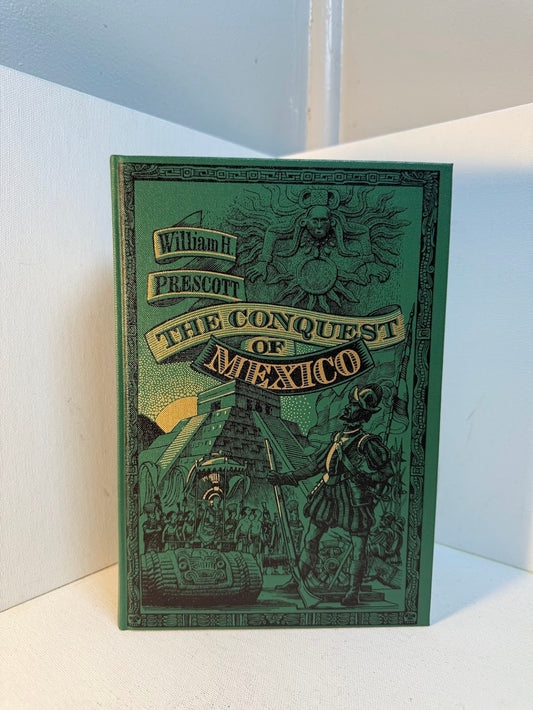 William H.
PRESCOTT
THE CONQUEST
OF
MEXICO